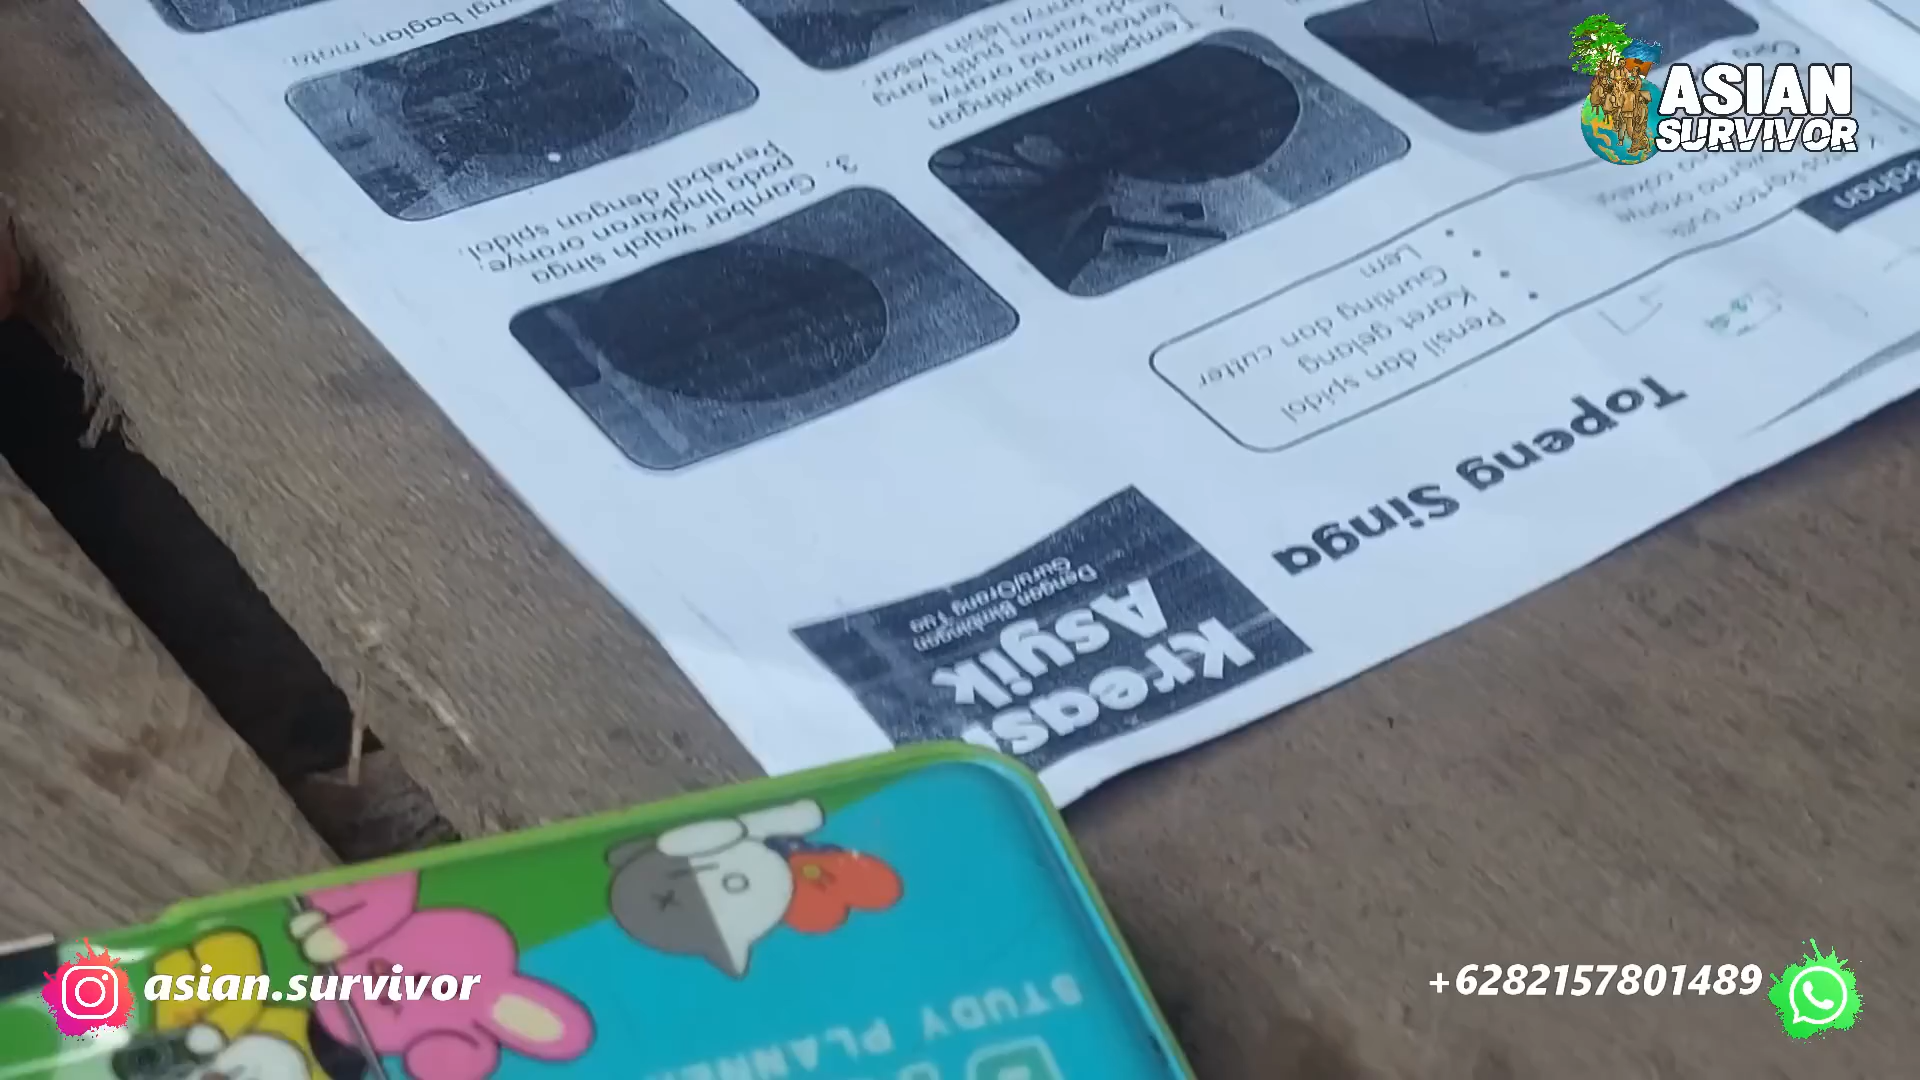 ASIAN
SURVIVOR
Kreasi
Asyik
Dengan Bimbingan
Guru/Orang Tua
Topeng Singa
Pensil dan spidol
Karet gelang
Gunting dan cutter
Lem
2. Tempelkan guntingan
kertas warna oranye
pada karton putih yang
lebih besar.
3. Gambar wajah singa
pada lingkaran oranye.
Pertebal dengan spidol.
bagian mata.
STUDY PLANNER
asian.survivor
+6282157801489